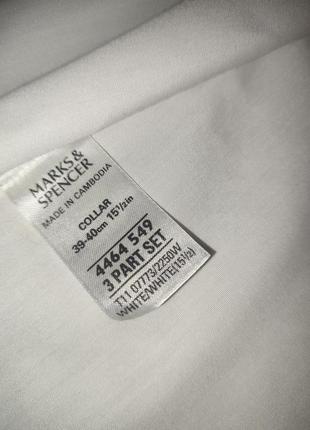 MARKS &
SPENCER
MADE IN CAMBODIA
COLLAR
39-40cm 15½in
4464 549
3 PART SET
T11 07773/2250W
WHITE/WHITE(15½)